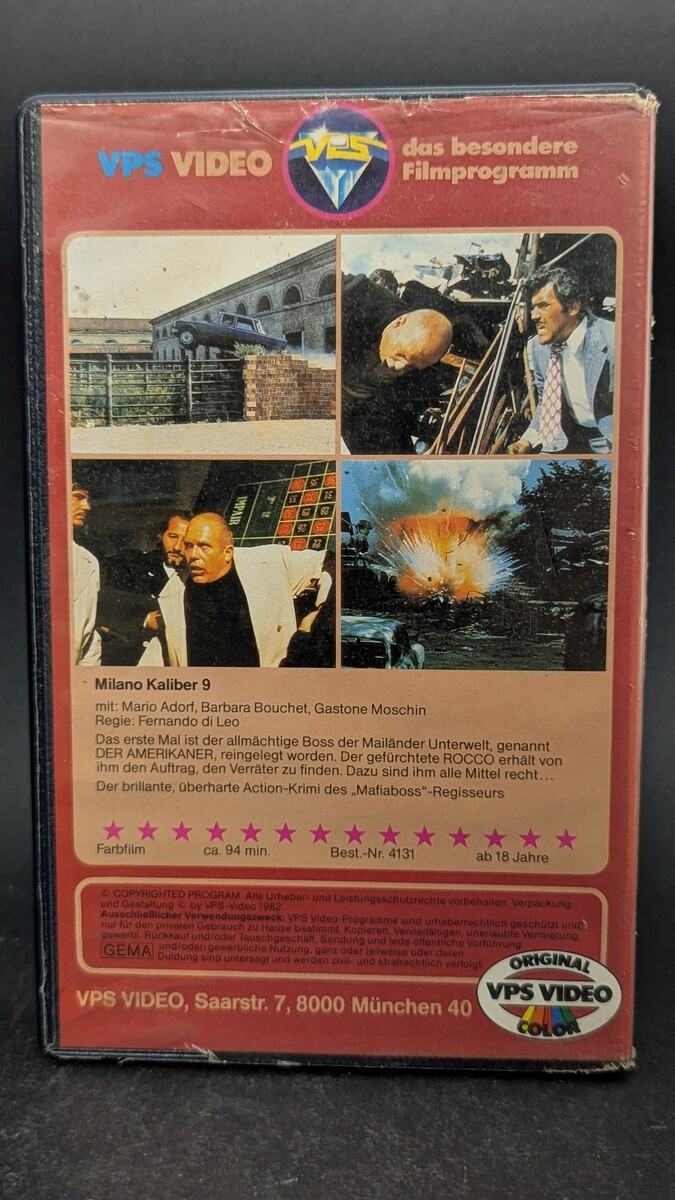 VPS VIDEO
VPS
das besondere
Filmprogramm
IMPAIR
Milano Kaliber 9
mit: Mario Adorf, Barbara Bouchet, Gastone Moschin
Regie: Fernando di Leo
Das erste Mal ist der allmächtige Boss der Mailänder Unterwelt, genannt
DER AMERIKANER, reingelegt worden. Der gefürchtete ROCCO erhält von
ihm den Auftrag, den Verräter zu finden. Dazu sind ihm alle Mittel recht...
Der brillante, überharte Action-Krimi des „Mafiaboss“-Regisseurs
Farbfilm ca. 94 min. Best.-Nr. 4131 ab 18 Jahre
© COPYRIGHTED PROGRAM. Alle Urheber- und Leistungsschutzrechte vorbehalten. Verpackung
und Gestaltung © by VPS-Video 1982
Ausschließlicher Verwendungszweck: VPS Video-Programme sind urheberrechtlich geschützt und
nur für den privaten Gebrauch zu Hause bestimmt. Kopieren, Vervielfältigen, unerlaubte Vermietung,
gewerbl. Rückkauf und/oder Tauschgeschäft, Sendung und jede öffentliche Vorführung
GEMA und/oder gewerbliche Nutzung, ganz oder teilweise oder deren
Duldung sind untersagt und werden zivil- und strafrechtlich verfolgt
VPS VIDEO, Saarstr. 7, 8000 München 40
ORIGINAL
VPS VIDEO
COLOR